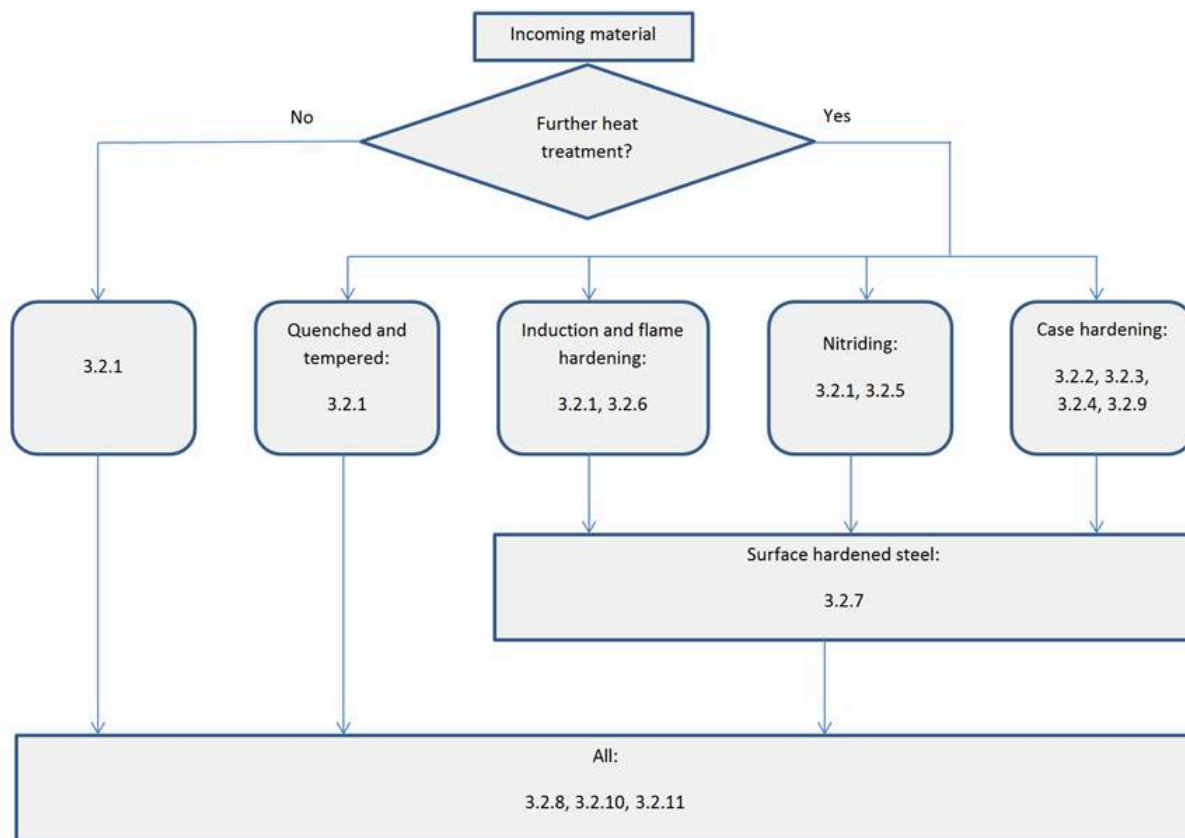 Incoming material
No
Yes
Further heat
treatment?
3.2.1
Quenched and
tempered:
3.2.1
Induction and flame
hardening:
3.2.1, 3.2.6
Nitriding:
3.2.1, 3.2.5
Case hardening:
3.2.2, 3.2.3,
3.2.4, 3.2.9
Surface hardened steel:
3.2.7
All:
3.2.8, 3.2.10, 3.2.11